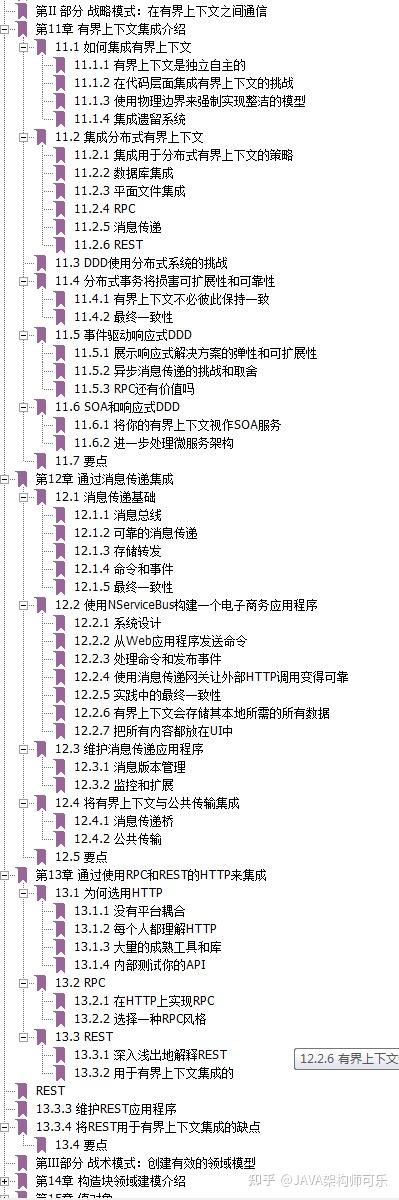 第II 部分 战略模式：在有界上下文之间通信
第11章 有界上下文集成介绍
11.1 如何集成有界上下文
11.1.1 有界上下文是独立自主的
11.1.2 在代码层面集成有界上下文的挑战
11.1.3 使用物理边界来强制实现整洁的模型
11.1.4 集成遗留系统
11.2 集成分布式有界上下文
11.2.1 集成用于分布式有界上下文的策略
11.2.2 数据库集成
11.2.3 平面文件集成
11.2.4 RPC
11.2.5 消息传递
11.2.6 REST
11.3 DDD使用分布式系统的挑战
11.4 分布式事务将损害可扩展性和可靠性
11.4.1 有界上下文不必彼此保持一致
11.4.2 最终一致性
11.5 事件驱动响应式DDD
11.5.1 展示响应式解决方案的弹性和可扩展性
11.5.2 异步消息传递的挑战和取舍
11.5.3 RPC还有价值吗
11.6 SOA和响应式DDD
11.6.1 将你的有界上下文视作SOA服务
11.6.2 进一步处理微服务架构
11.7 要点
第12章 通过消息传递集成
12.1 消息传递基础
12.1.1 消息总线
12.1.2 可靠的消息传递
12.1.3 存储转发
12.1.4 命令和事件
12.1.5 最终一致性
12.2 使用NServiceBus构建一个电子商务应用程序
12.2.1 系统设计
12.2.2 从Web应用程序发送命令
12.2.3 处理命令和发布事件
12.2.4 使用消息传递网关让外部HTTP调用变得可靠
12.2.5 实践中的最终一致性
12.2.6 有界上下文会存储其本地所需的所有数据
12.2.7 把所有内容都放在UI中
12.3 维护消息传递应用程序
12.3.1 消息版本管理
12.3.2 监控和扩展
12.4 将有界上下文与公共传输集成
12.4.1 消息传递桥
12.4.2 公共传输
12.5 要点
第13章 通过使用RPC和REST的HTTP来集成
13.1 为何选用HTTP
13.1.1 没有平台耦合
13.1.2 每个人都理解HTTP
13.1.3 大量的成熟工具和库
13.1.4 内部测试你的API
13.2 RPC
13.2.1 在HTTP上实现RPC
13.2.2 选择一种RPC风格
13.3 REST
13.3.1 深入浅出地解释REST
12.2.6 有界上下文
13.3.2 用于有界上下文集成的
REST
13.3.3 维护REST应用程序
13.3.4 将REST用于有界上下文集成的缺点
13.4 要点
第III部分 战术模式：创建有效的领域模型
第14章 构造块领域建模介绍
知乎 @JAVA架构师可乐
第15章 值对象